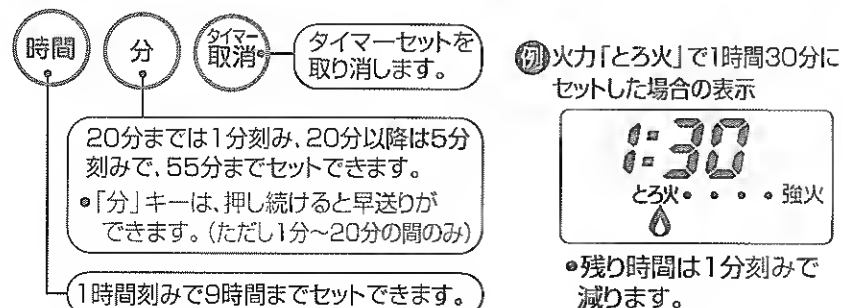 時間
分
タイマー
取消
タイマーセットを
取り消します。
20分までは1分刻み、20分以降は5分
刻みで、55分までセットできます。
●「分」キーは、押し続けると早送りが
できます。(ただし1分~20分の間のみ)
1時間刻みで9時間までセットできます。
例 火力「とろ火」で1時間30分に
セットした場合の表示
1:30
とろ火● ● ● ● 強火
●残り時間は1分刻みで
減ります。